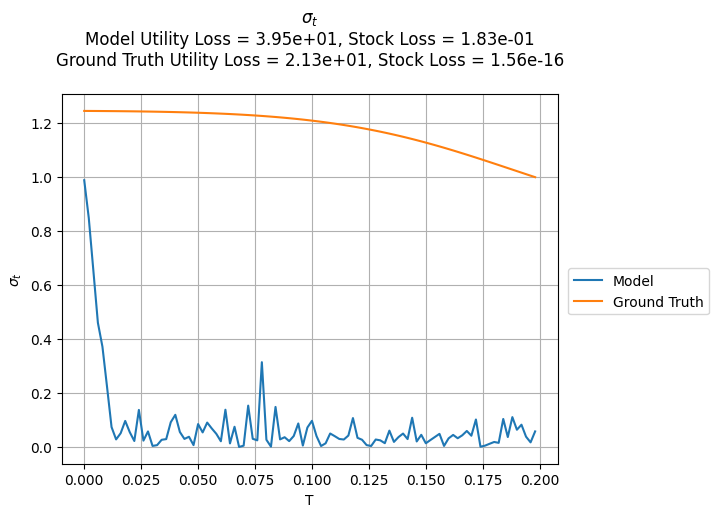 σₜ
Model Utility Loss = 3.95e+01, Stock Loss = 1.83e-01
Ground Truth Utility Loss = 2.13e+01, Stock Loss = 1.56e-16
1.2
1.0
0.8
0.6
0.4
0.2
0.0
σₜ
Model
Ground Truth
0.000 0.025 0.050 0.075 0.100 0.125 0.150 0.175 0.200
T